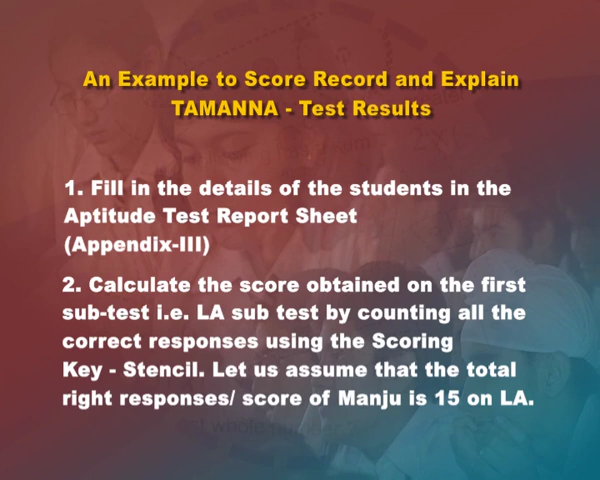 An Example to Score Record and Explain
TAMANNA - Test Results
1. Fill in the details of the students in the
Aptitude Test Report Sheet
(Appendix-III)
2. Calculate the score obtained on the first
sub-test i.e. LA sub test by counting all the
correct responses using the Scoring
Key - Stencil. Let us assume that the total
right responses/ score of Manju is 15 on LA.
of whole number